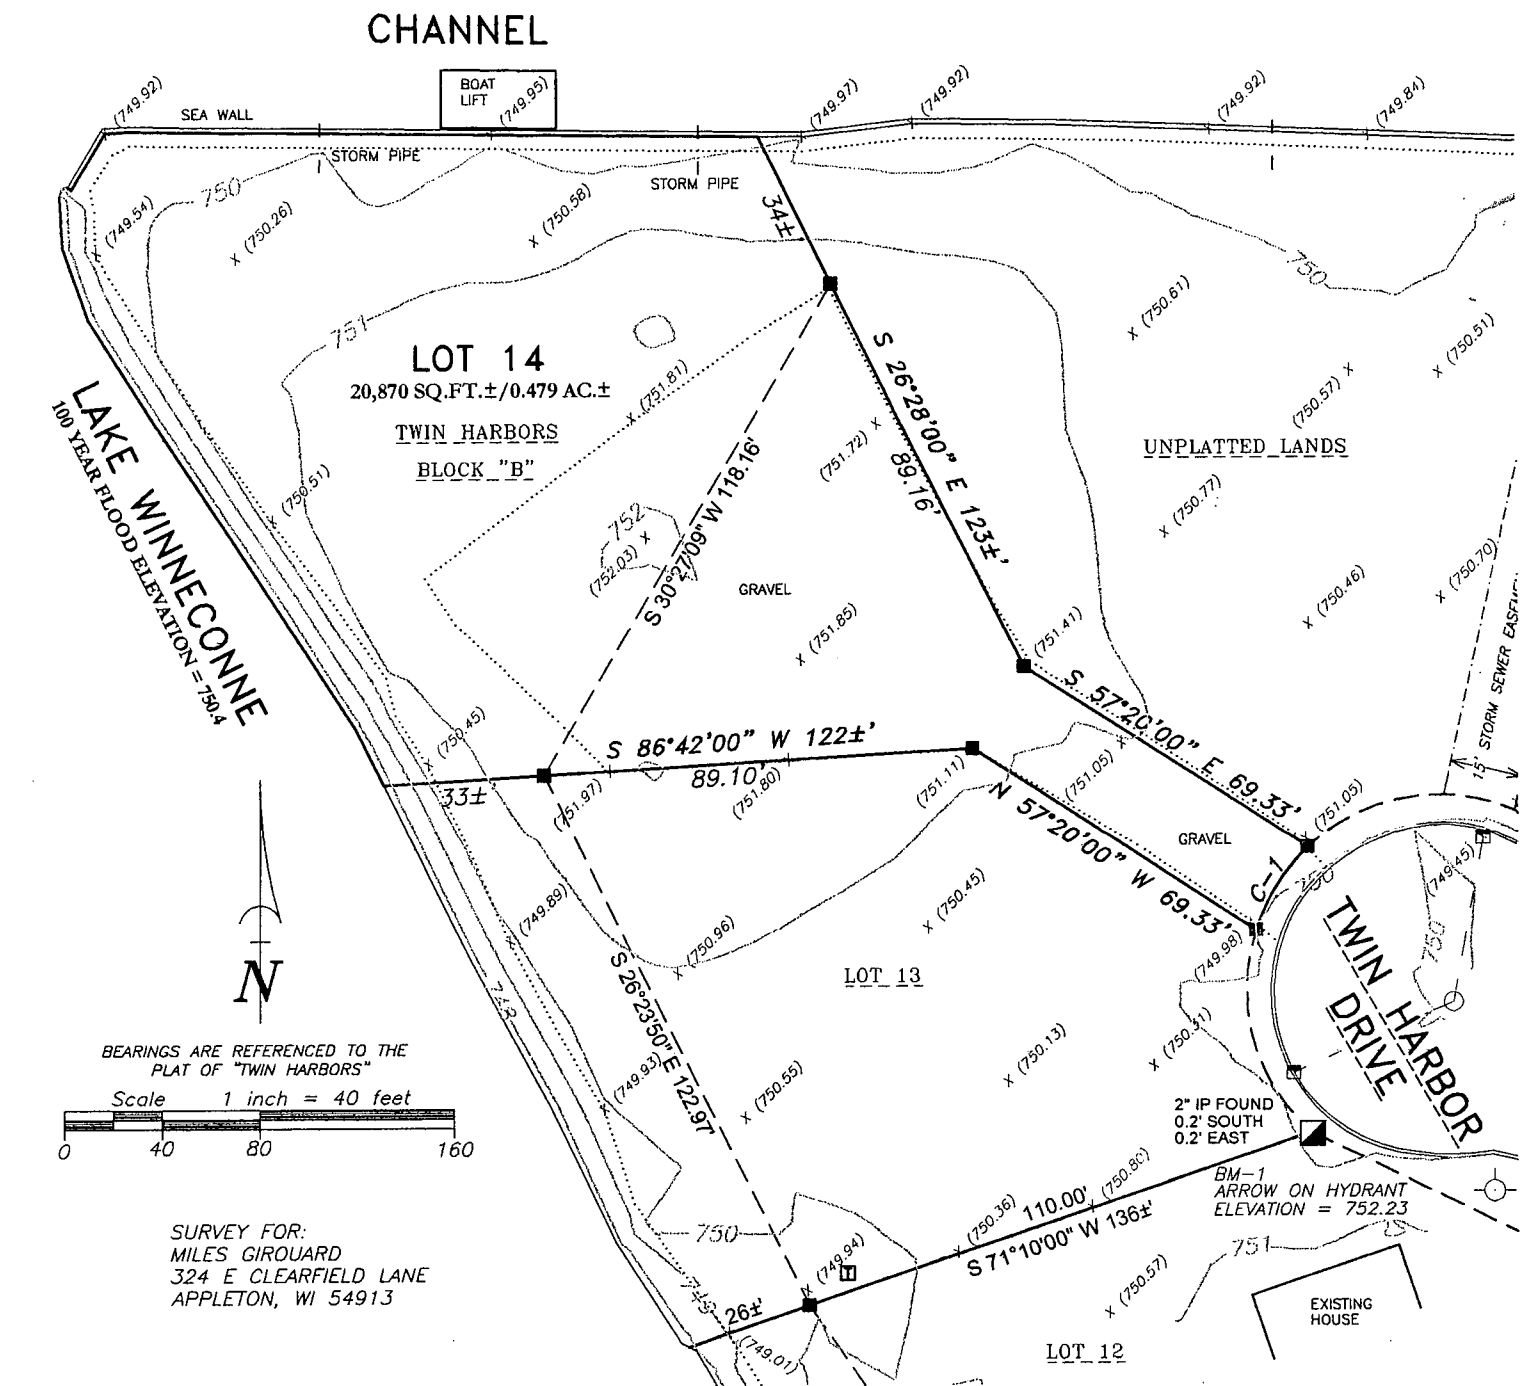 CHANNEL
BOAT
LIFT
SEA WALL
(749.92)
(749.95)
(749.97)
(749.92)
(749.92)
(749.84)
STORM PIPE
STORM PIPE
750
(749.54)
X (750.26)
X (750.58)
34±'
750
X (750.61)
X (750.51)
(750.57) X
751
LOT 14
20,870 SQ.FT.±/0.479 AC.±
TWIN HARBORS
BLOCK "B"
X (751.81)
(751.72) X
S 26°28'00" E 123±'
89.16'
UNPLATTED LANDS
LAKE WINNECONNE
100 YEAR FLOOD ELEVATION = 750.4
X (750.51)
752
(752.03) X
S 30°27'09" W 118.16'
GRAVEL
X (750.77)
X (750.46)
X (750.70)
X (751.85)
(751.41)
15' STORM SEWER
S 57°20'00" E 69.33'
X (750.45)
S 86°42'00" W 122±'
89.10'
33±
(751.97)
(751.80)
(751.11)
(751.05)
(751.05)
N 57°20'00" W 69.33'
GRAVEL
C-1
750
(749.45)
750
X (749.89)
X (750.96)
X (750.45)
(749.98)
LOT 13
S 26°23'50" E 122.97'
748
TWIN HARBOR
DRIVE
N
BEARINGS ARE REFERENCED TO THE
PLAT OF "TWIN HARBORS"
Scale 1 inch = 40 feet
0 40 80 160
X (749.93)
X (750.55)
X (750.13)
X (750.31)
2" IP FOUND
0.2' SOUTH
0.2' EAST
BM-1
ARROW ON HYDRANT
ELEVATION = 752.23
SURVEY FOR:
MILES GIROUARD
324 E CLEARFIELD LANE
APPLETON, WI 54913
750
X (749.94)
T
(750.36)
110.00'
(750.80)
S 71°10'00" W 136±'
26±'
(749.01)
751
X (750.57)
EXISTING
HOUSE
LOT 12